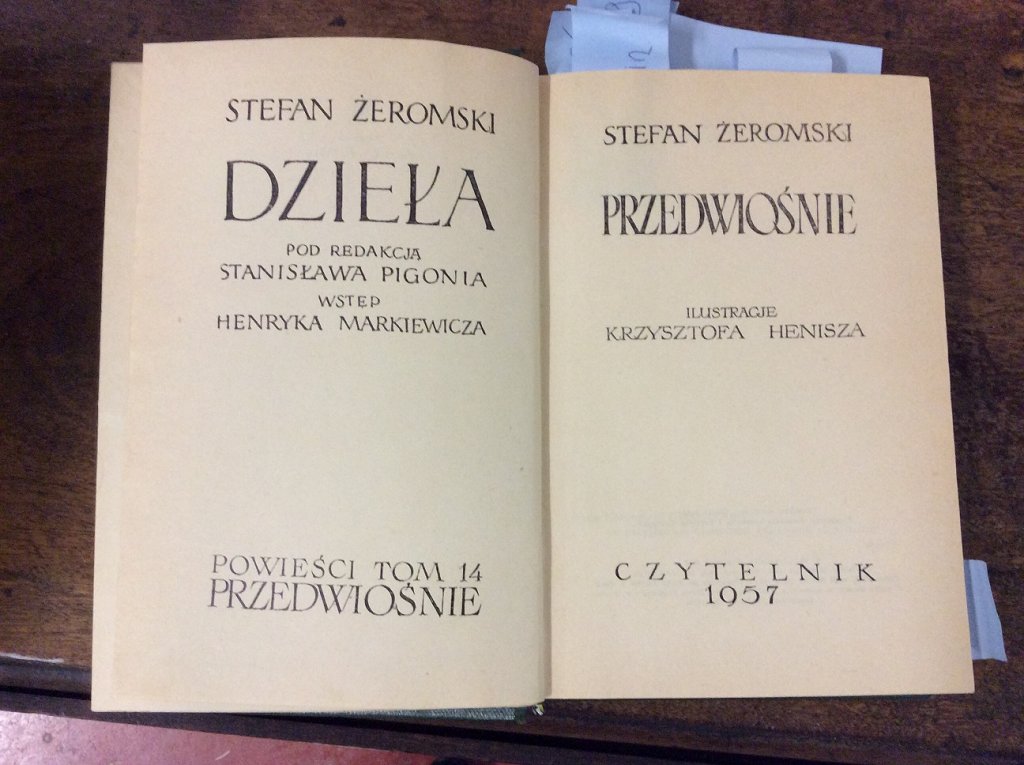 STEFAN ŻEROMSKI
DZIEŁA
POD REDAKCJĄ
STANISŁAWA PIGONIA
WSTĘP
HENRYKA MARKIEWICZA
POWIEŚCI TOM 14
PRZEDWIOŚNIE
STEFAN ŻEROMSKI
PRZEDWIOŚNIE
ILUSTRACJE
KRZYSZTOFA HENISZA
CZYTELNIK
1957